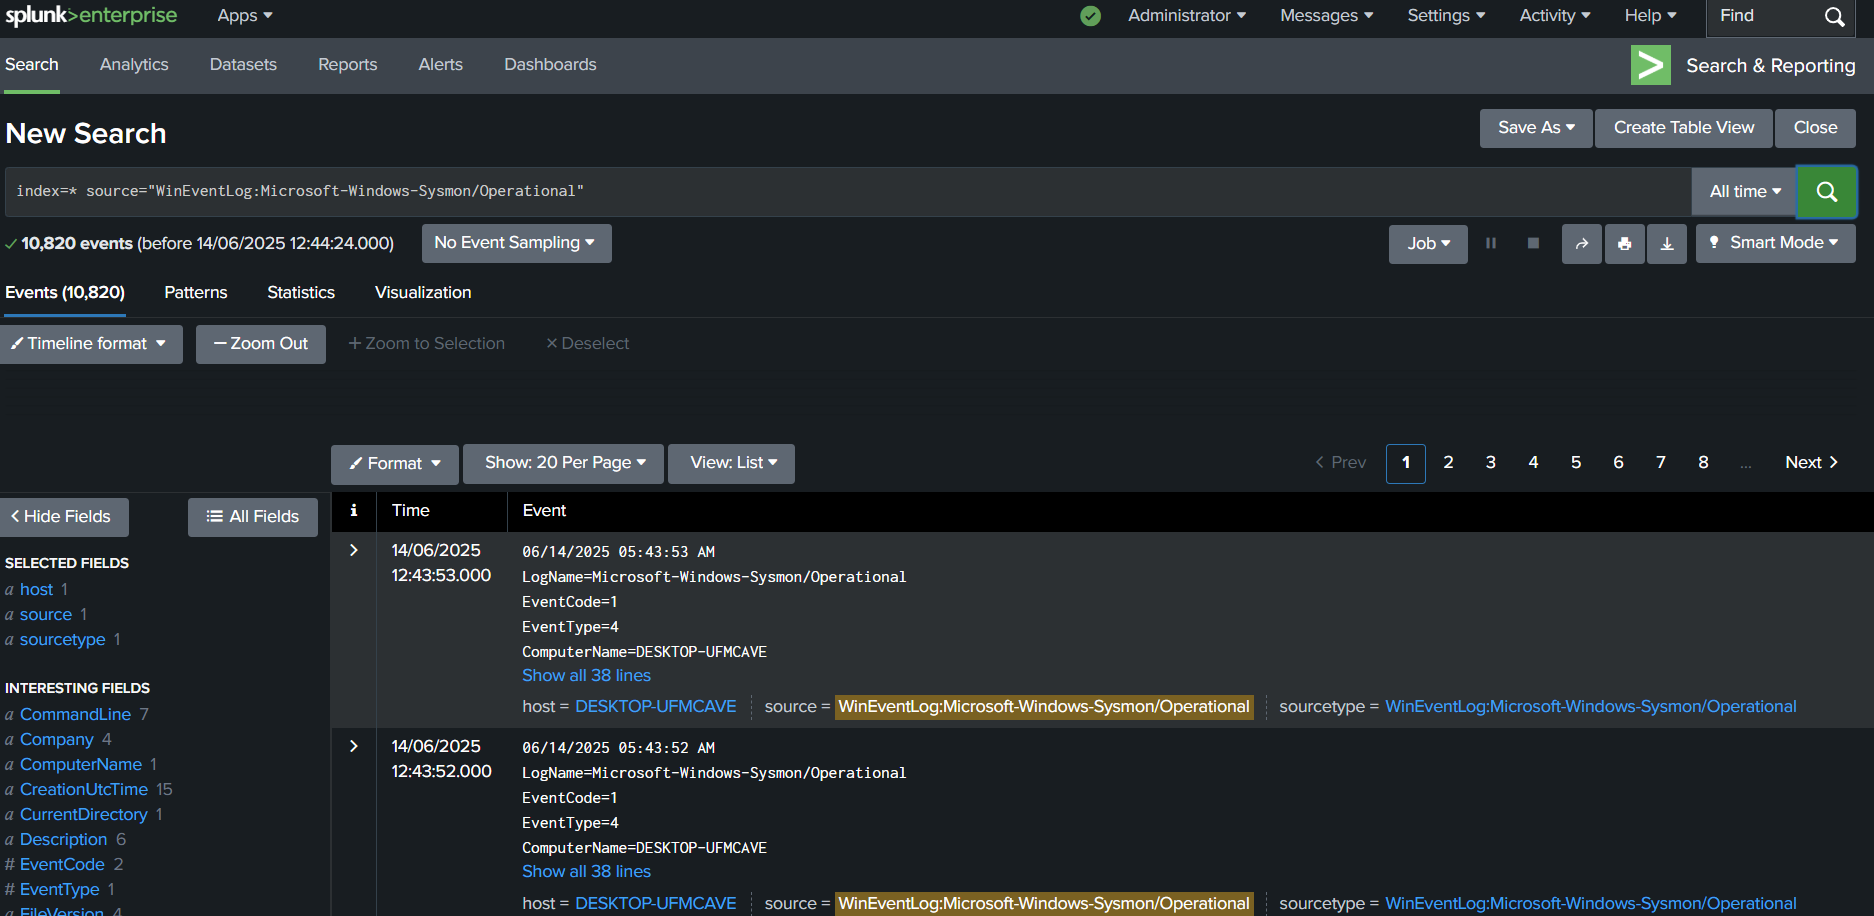 splunk>enterprise Apps Administrator Messages Settings Activity Help Find
Search Analytics Datasets Reports Alerts Dashboards Search & Reporting
New Search Save As Create Table View Close
index=* source="WinEventLog:Microsoft-Windows-Sysmon/Operational" All time
10,820 events (before 14/06/2025 12:44:24.000) No Event Sampling Job Smart Mode
Events (10,820) Patterns Statistics Visualization
Timeline format — Zoom Out + Zoom to Selection × Deselect
Format Show: 20 Per Page View: List < Prev 1 2 3 4 5 6 7 8 ... Next >
< Hide Fields All Fields
i Time Event
SELECTED FIELDS
a host 1
a source 1
a sourcetype 1
INTERESTING FIELDS
a CommandLine 7
a Company 4
a ComputerName 1
a CreationUtcTime 15
a CurrentDirectory 1
a Description 6
# EventCode 2
# EventType 1
a FileVersion 4
> 14/06/2025 12:43:53.000
06/14/2025 05:43:53 AM
LogName=Microsoft-Windows-Sysmon/Operational
EventCode=1
EventType=4
ComputerName=DESKTOP-UFMCAVE
Show all 38 lines
host = DESKTOP-UFMCAVE source = WinEventLog:Microsoft-Windows-Sysmon/Operational sourcetype = WinEventLog:Microsoft-Windows-Sysmon/Operational
> 14/06/2025 12:43:52.000
06/14/2025 05:43:52 AM
LogName=Microsoft-Windows-Sysmon/Operational
EventCode=1
EventType=4
ComputerName=DESKTOP-UFMCAVE
Show all 38 lines
host = DESKTOP-UFMCAVE source = WinEventLog:Microsoft-Windows-Sysmon/Operational sourcetype = WinEventLog:Microsoft-Windows-Sysmon/Operational